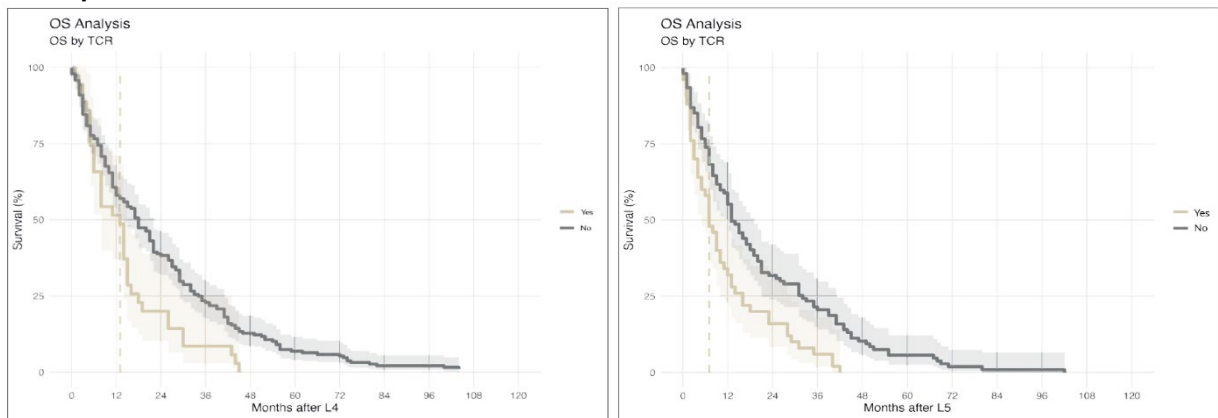 OS Analysis
OS by TCR
100
75
50
25
0
Survival (%)
0 12 24 36 48 60 72 84 96 108 120
Months after L4
Yes
No
OS Analysis
OS by TCR
100
75
50
25
0
Survival (%)
0 12 24 36 48 60 72 84 96 108 120
Months after L5
Yes
No